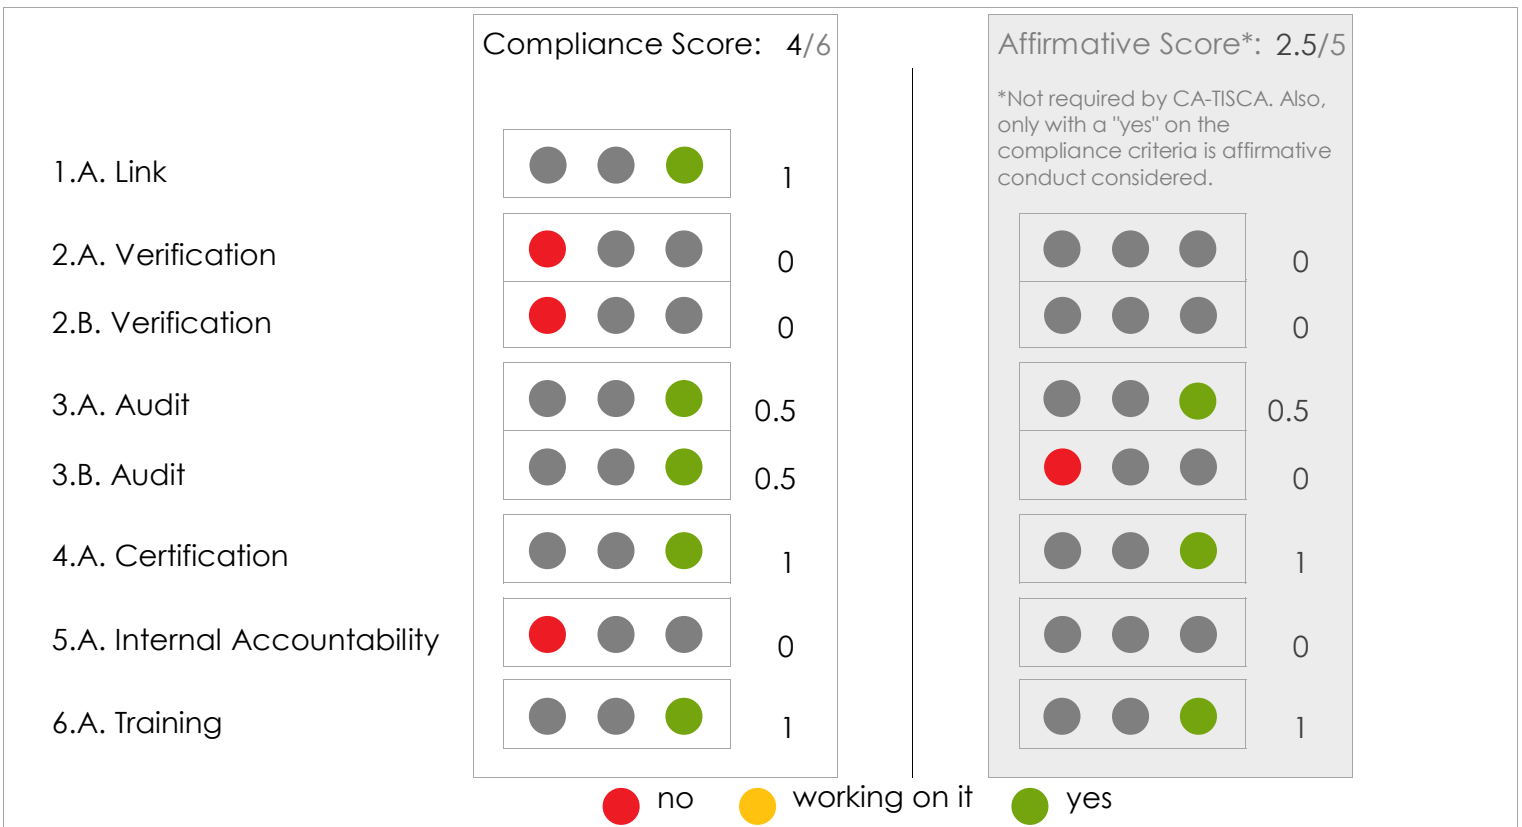 Compliance Score: 4/6
Affirmative Score*: 2.5/5
*Not required by CA-TISCA. Also,
only with a "yes" on the
compliance criteria is affirmative
conduct considered.
1.A. Link 1
2.A. Verification 0 0
2.B. Verification 0 0
3.A. Audit 0.5 0.5
3.B. Audit 0.5 0
4.A. Certification 1 1
5.A. Internal Accountability 0 0
6.A. Training 1 1
no working on it yes